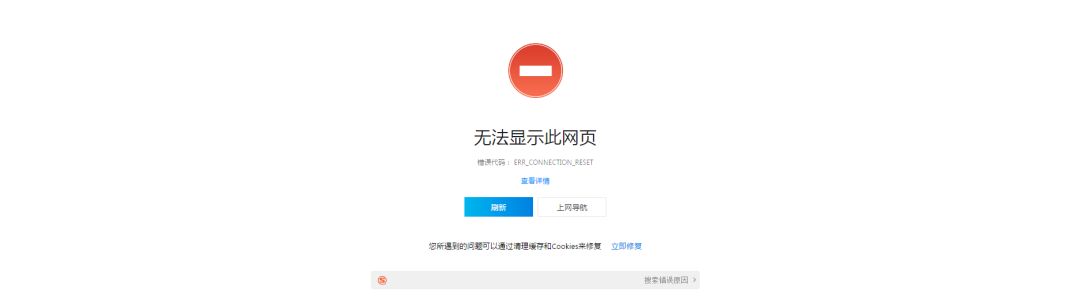 无法显示此网页
错误代码： ERR_CONNECTION_RESET
查看详情
刷新 上网导航
您所遇到的问题可以通过清理缓存和Cookies来修复 立即修复
搜索错误原因 >